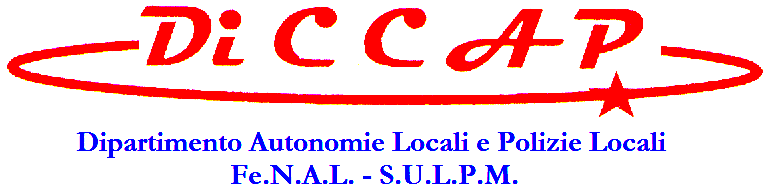 DiCCAP
Dipartimento Autonomie Locali e Polizie Locali
Fe.N.A.L. - S.U.L.P.M.